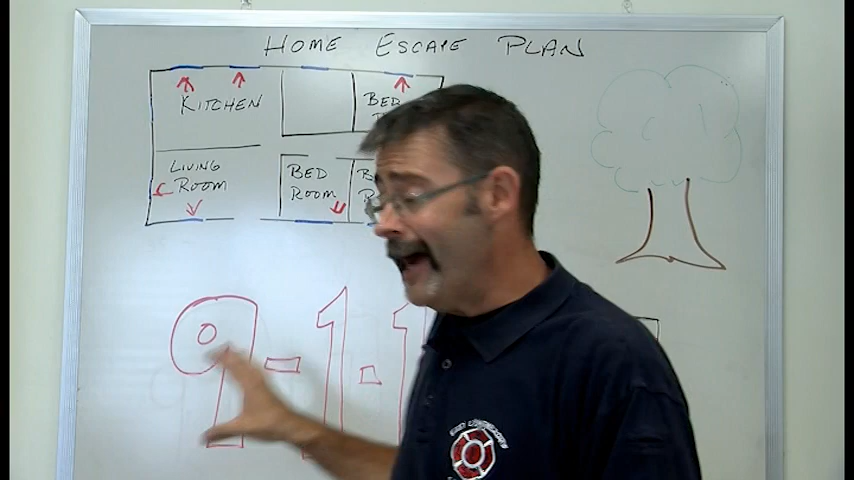 HOME ESCAPE PLAN
KITCHEN
BED
LIVING
ROOM
BED
ROOM
9-1-1